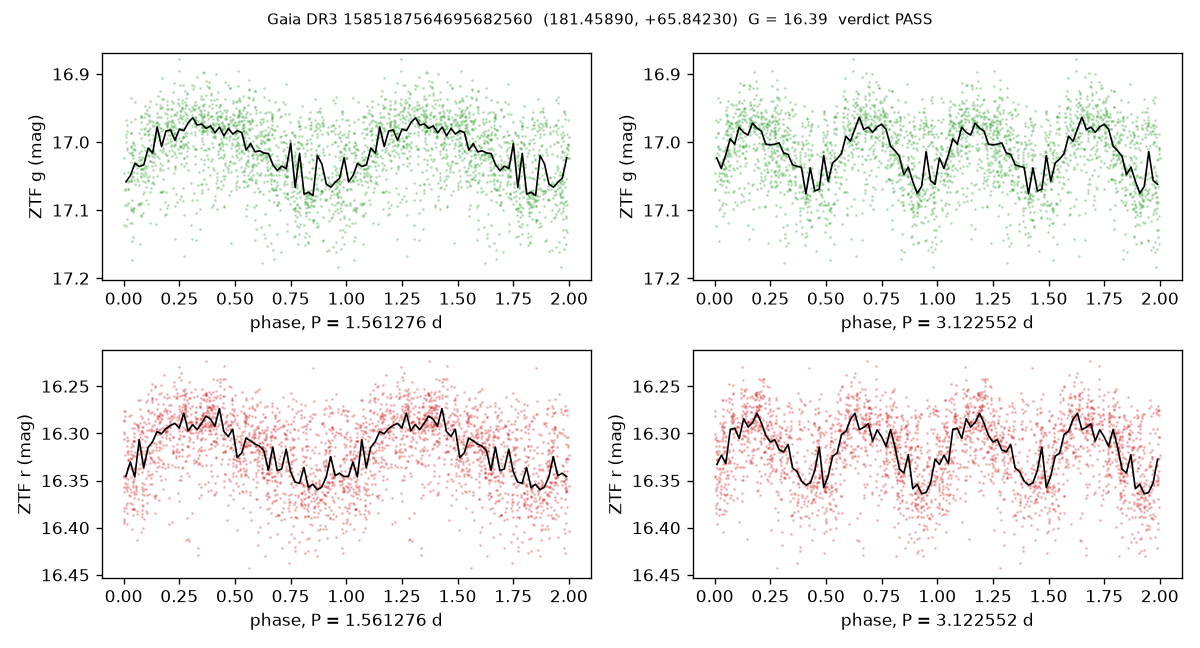 Gaia DR3 1585187564695682560 (181.45890, +65.84230) G = 16.39 verdict PASS
ZTF g (mag)
16.9
17.0
17.1
17.2
0.00 0.25 0.50 0.75 1.00 1.25 1.50 1.75 2.00
phase, P = 1.561276 d
ZTF g (mag)
16.9
17.0
17.1
17.2
0.00 0.25 0.50 0.75 1.00 1.25 1.50 1.75 2.00
phase, P = 3.122552 d
ZTF r (mag)
16.25
16.30
16.35
16.40
16.45
0.00 0.25 0.50 0.75 1.00 1.25 1.50 1.75 2.00
phase, P = 1.561276 d
ZTF r (mag)
16.25
16.30
16.35
16.40
16.45
0.00 0.25 0.50 0.75 1.00 1.25 1.50 1.75 2.00
phase, P = 3.122552 d